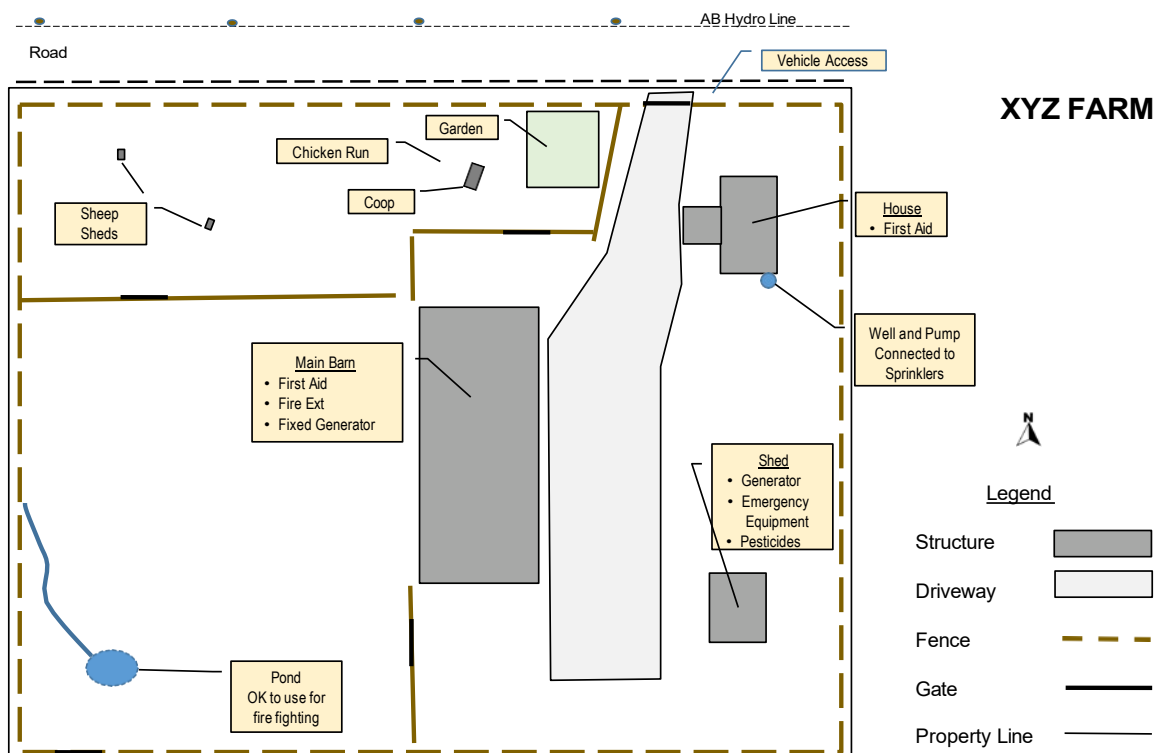 AB Hydro Line
Road
Vehicle Access
XYZ FARM
Garden
Chicken Run
Coop
Sheep
Sheds
House
• First Aid
Well and Pump
Connected to
Sprinklers
Main Barn
• First Aid
• Fire Ext
• Fixed Generator
N
Shed
• Generator
• Emergency
Equipment
• Pesticides
Legend
Structure
Driveway
Fence
Gate
Property Line
Pond
OK to use for
fire fighting